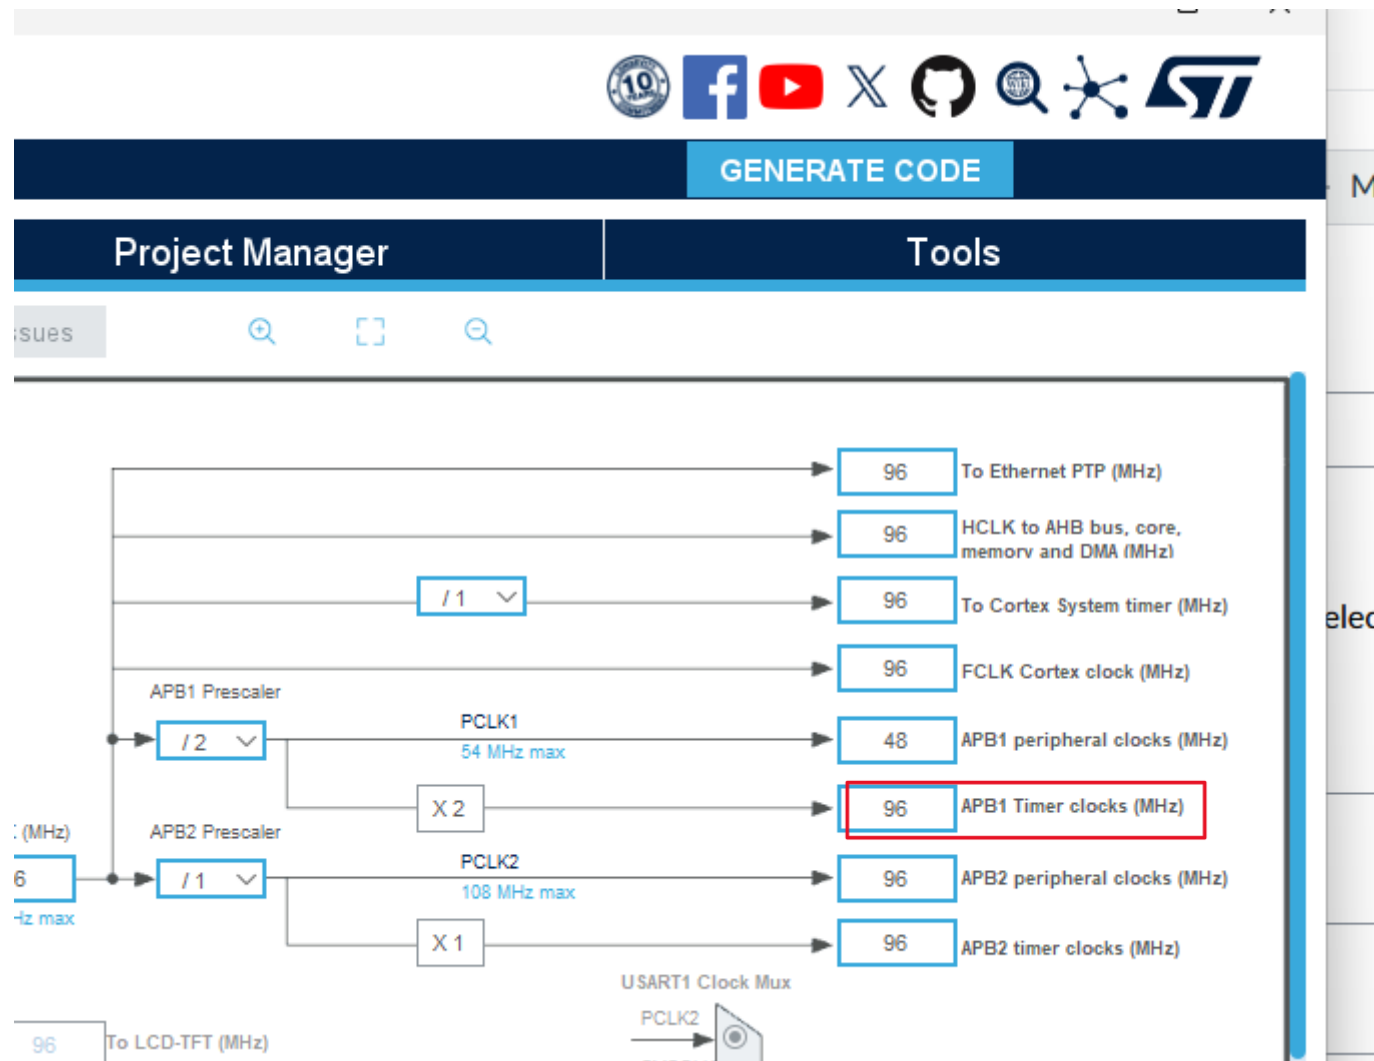 10
ST
GENERATE CODE
M
Project Manager
Tools
ssues
96
To Ethernet PTP (MHz)
96
HCLK to AHB bus, core,
memory and DMA (MHz)
/ 1
96
To Cortex System timer (MHz)
elec
96
FCLK Cortex clock (MHz)
APB1 Prescaler
/ 2
PCLK1
54 MHz max
48
APB1 peripheral clocks (MHz)
X 2
96
APB1 Timer clocks (MHz)
(MHz)
APB2 Prescaler
6
/ 1
PCLK2
108 MHz max
96
APB2 peripheral clocks (MHz)
Hz max
X 1
96
APB2 timer clocks (MHz)
USART1 Clock Mux
PCLK2
96
To LCD-TFT (MHz)